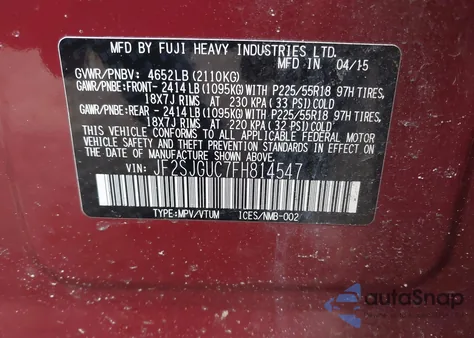 MFD BY FUJI HEAVY INDUSTRIES LTD.
MFD IN 04/15
GVWR/PNBV: 4652LB (2110KG)
GAWR/PNBE:FRONT- 2414LB (1095KG)WITH P225/55R18 97H TIRES,
18X7J RIMS AT 230 KPA (33 PSI)COLD
GAWR/PNBE:REAR - 2414LB (1095KG)WITH P225/55R18 97H TIRES,
18X7J RIMS AT 220 KPA (32 PSI)COLD
THIS VEHICLE CONFORMS TO ALL APPLICABLE FEDERAL MOTOR
VEHICLE SAFETY AND THEFT PREVENTION STANDARDS IN
EFFECT ON THE DATE OF MANUFACTURE SHOWN ABOVE.
VIN: JF2SJGUC7FH814547
TYPE:MPV/VTUM ICES/NMB-002
autoSnap